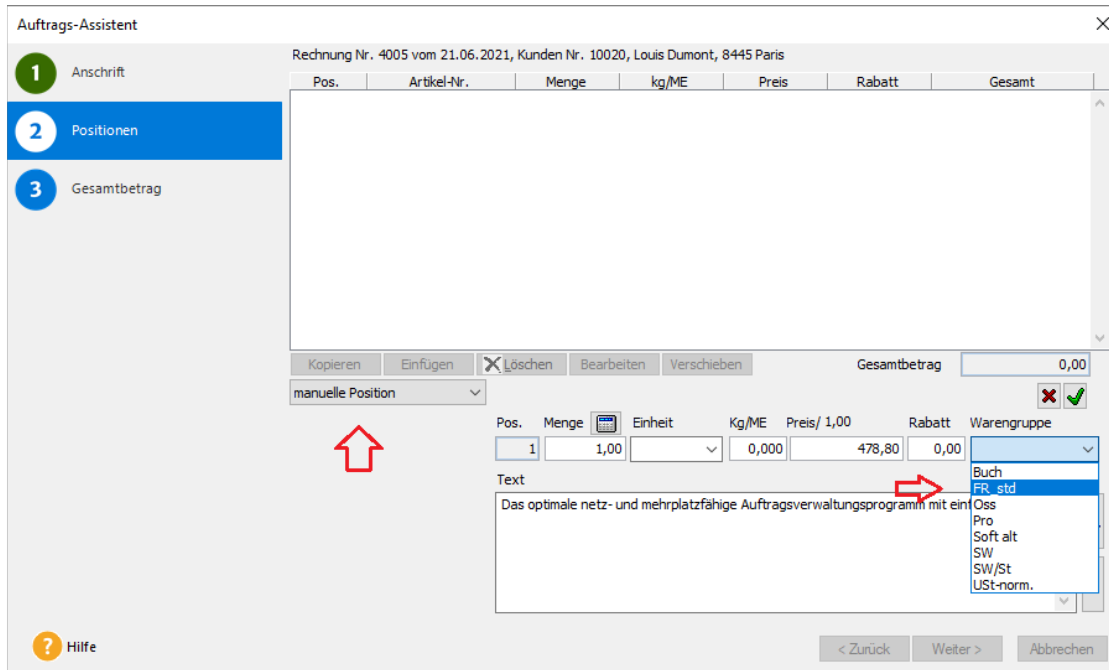 Auftrags-Assistent
1 Anschrift
2 Positionen
3 Gesamtbetrag
Rechnung Nr. 4005 vom 21.06.2021, Kunden Nr. 10020, Louis Dumont, 8445 Paris
Pos. Artikel-Nr. Menge kg/ME Preis Rabatt Gesamt
Kopieren Einfügen Löschen Bearbeiten Verschieben Gesamtbetrag 0,00
manuelle Position
Pos. Menge Einheit Kg/ME Preis/ 1,00 Rabatt Warengruppe
1 1,00 0,000 478,80 0,00
Text
Das optimale netz- und mehrplatzfähige Auftragsverwaltungsprogramm mit
Buch
FR_std
Oss
Pro
Soft alt
SW
SW/St
USt-norm.
? Hilfe
< Zurück Weiter > Abbrechen